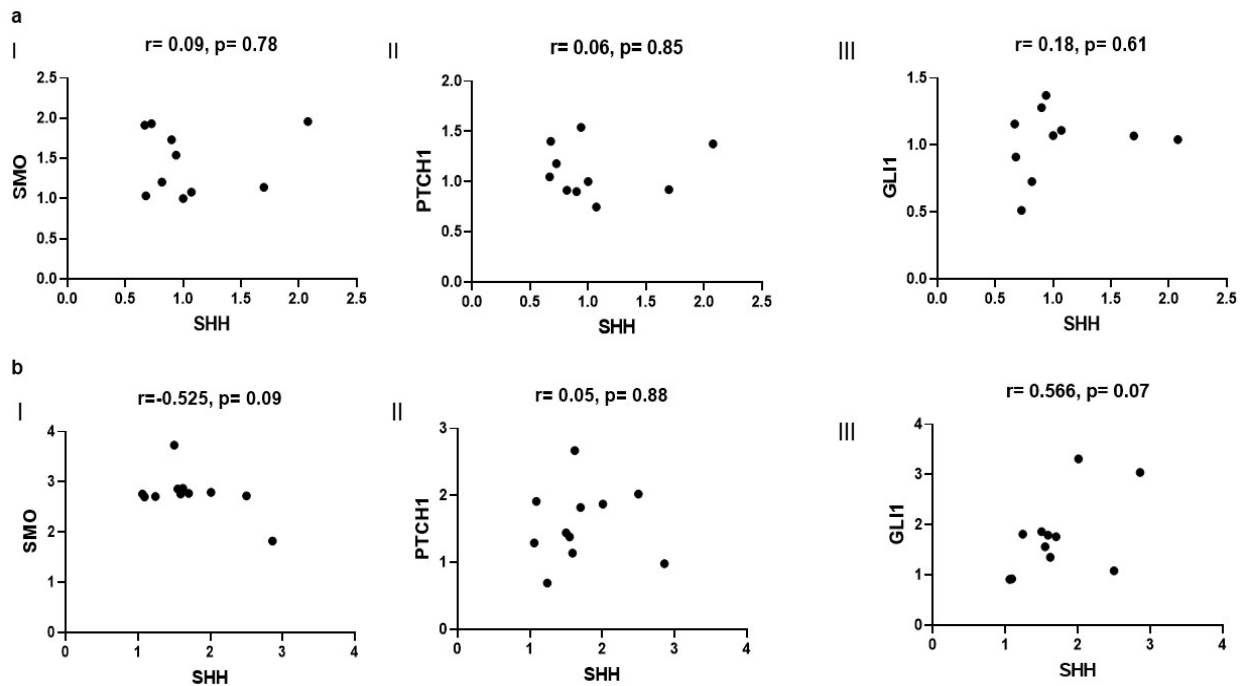 a
I
r= 0.09, p= 0.78
SMO
2.5
2.0
1.5
1.0
0.5
0.0
0.0 0.5 1.0 1.5 2.0 2.5
SHH
II
r= 0.06, p= 0.85
PTCH1
2.0
1.5
1.0
0.5
0.0
0.0 0.5 1.0 1.5 2.0 2.5
SHH
III
r= 0.18, p= 0.61
GLI1
1.5
1.0
0.5
0.0
0.0 0.5 1.0 1.5 2.0 2.5
SHH
b
I
r=-0.525, p= 0.09
SMO
4
3
2
1
0
0 1 2 3 4
SHH
II
r= 0.05, p= 0.88
PTCH1
3
2
1
0
0 1 2 3 4
SHH
III
r= 0.566, p= 0.07
GLI1
4
3
2
1
0
0 1 2 3 4
SHH